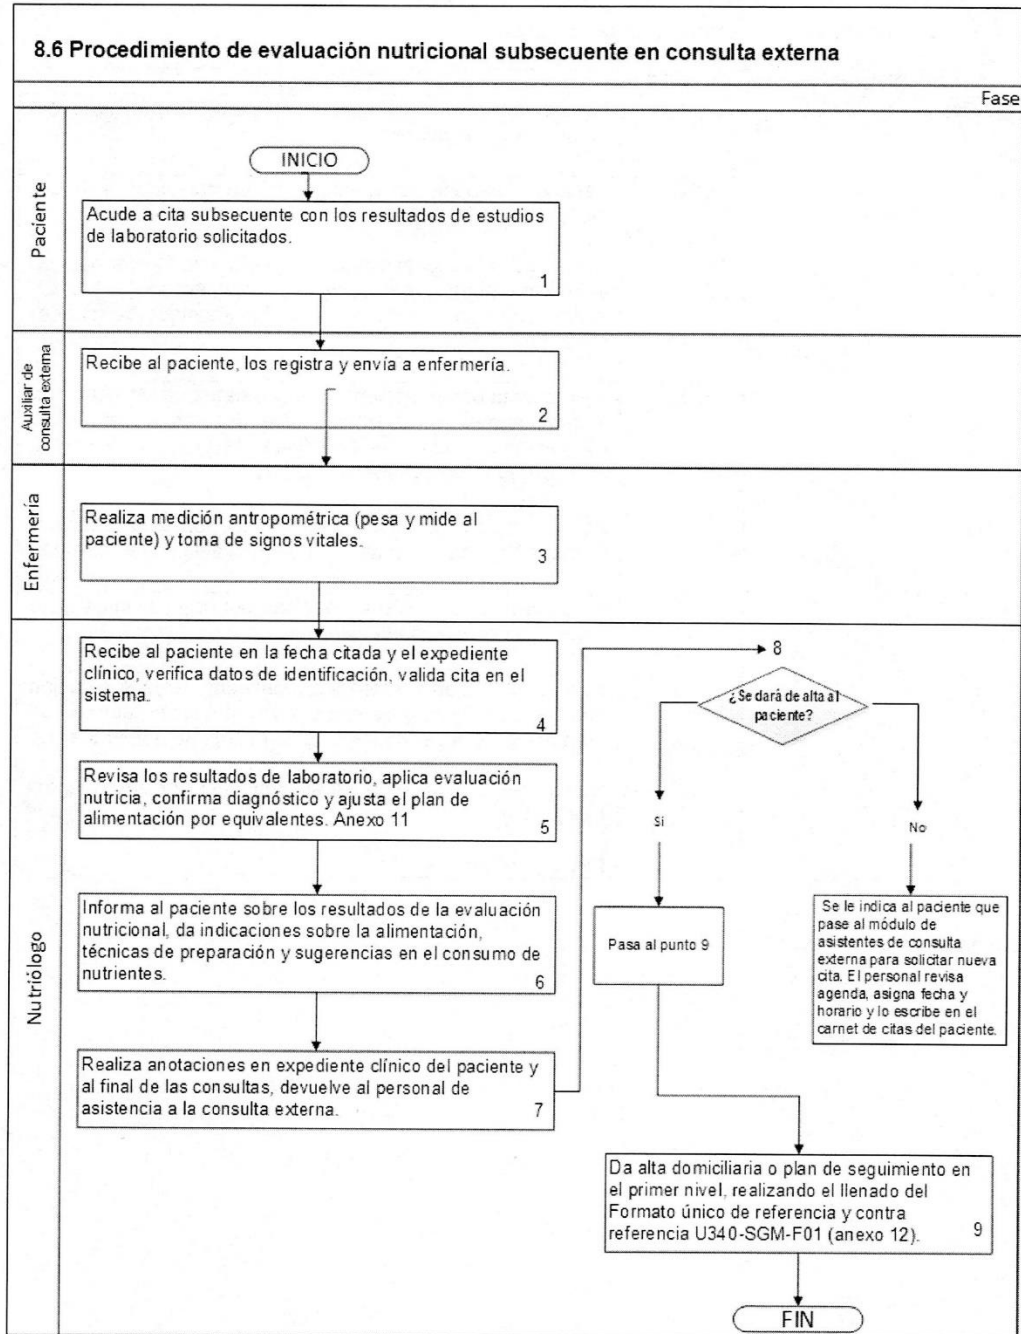 8.6 Procedimiento de evaluación nutricional subsecuente en consulta externa
Fase
Paciente
INICIO
Acude a cita subsecuente con los resultados de estudios
de laboratorio solicitados.
1
Auxiliar de
consulta externa
Recibe al paciente, los registra y envía a enfermería.
2
Enfermería
Realiza medición antropométrica (pesa y mide al
paciente) y toma de signos vitales.
3
Nutriólogo
Recibe al paciente en la fecha citada y el expediente
clínico, verifica datos de identificación, valida cita en el
sistema.
4
Revisa los resultados de laboratorio, aplica evaluación
nutricia, confirma diagnóstico y ajusta el plan de
alimentación por equivalentes. Anexo 11
5
Informa al paciente sobre los resultados de la evaluación
nutricional, da indicaciones sobre la alimentación,
técnicas de preparación y sugerencias en el consumo de
nutrientes.
6
Realiza anotaciones en expediente clínico del paciente y
al final de las consultas, devuelve al personal de
asistencia a la consulta externa.
7
8
¿Se dará de alta al
paciente?
Si
No
Pasa al punto 9
Se le indica al paciente que
pase al módulo de
asistentes de consulta
externa para solicitar nueva
cita. El personal revisa
agenda, asigna fecha y
horario y lo escribe en el
carnet de citas del paciente.
Da alta domiciliaria o plan de seguimiento en
el primer nivel, realizando el llenado del
Formato único de referencia y contra
referencia U340-SGM-F01 (anexo 12).
9
FIN